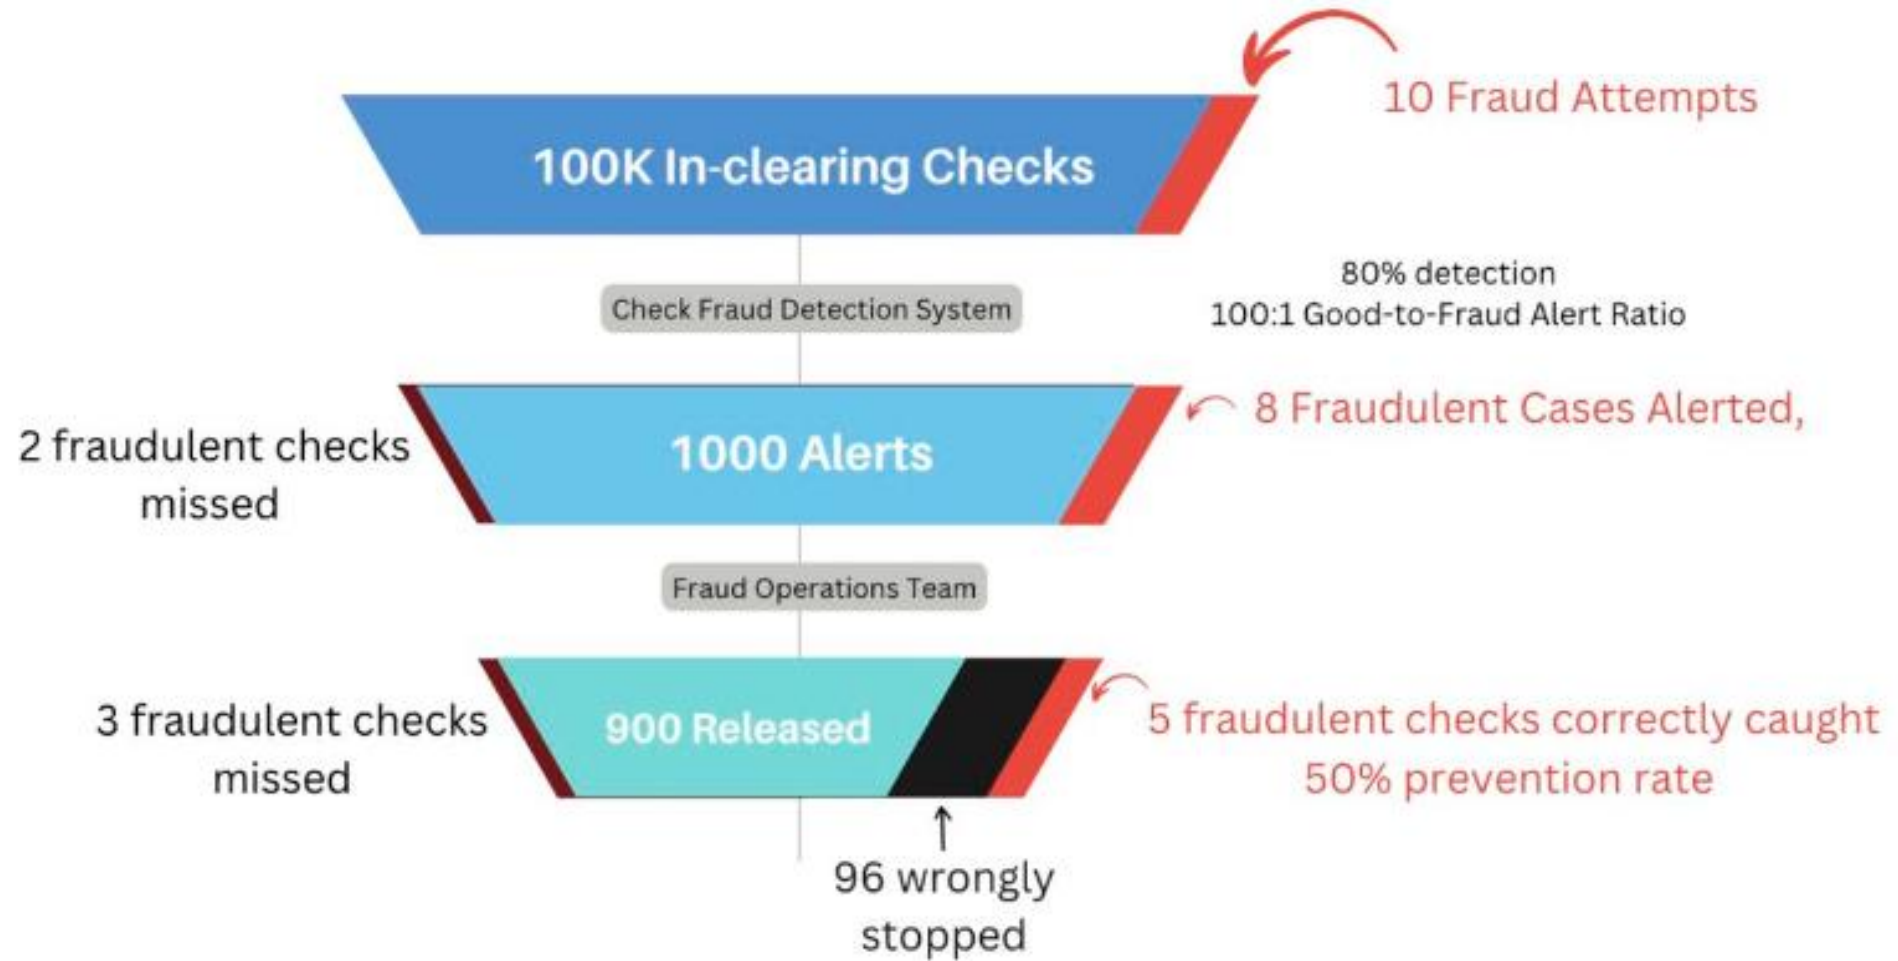 10 Fraud Attempts
100K In-clearing Checks
80% detection
100:1 Good-to-Fraud Alert Ratio
Check Fraud Detection System
8 Fraudulent Cases Alerted,
2 fraudulent checks
missed
1000 Alerts
Fraud Operations Team
3 fraudulent checks
missed
900 Released
5 fraudulent checks correctly caught
50% prevention rate
96 wrongly
stopped